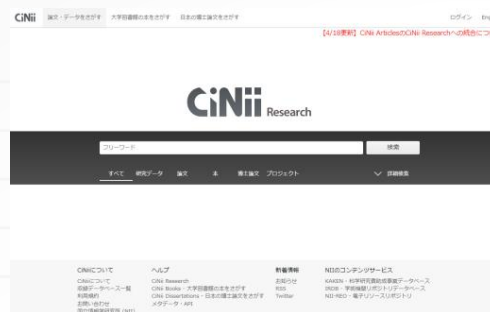 CiNii 論文・データをさがす 大学図書館の本をさがす 日本の博士論文をさがす ログイン Eng
【4/18更新】CiNii ArticlesのCiNii Researchへの統合につ
CiNii Research
フリーワード 検索
すべて 研究データ 論文 本 博士論文 プロジェクト 詳細検索
CiNiiについて ヘルプ 新着情報 NIIのコンテンツサービス
CiNiiについて CiNii Research お知らせ KAKEN - 科学研究費助成事業データベース
収録データベース一覧 CiNii Books - 大学図書館の本をさがす RSS IRDB - 学術機関リポジトリデータベース
利用規約 CiNii Dissertations - 日本の博士論文をさがす Twitter NII-REO - 電子リソースリポジトリ
お問い合わせ メタデータ・API
国立情報学研究所 (NII)